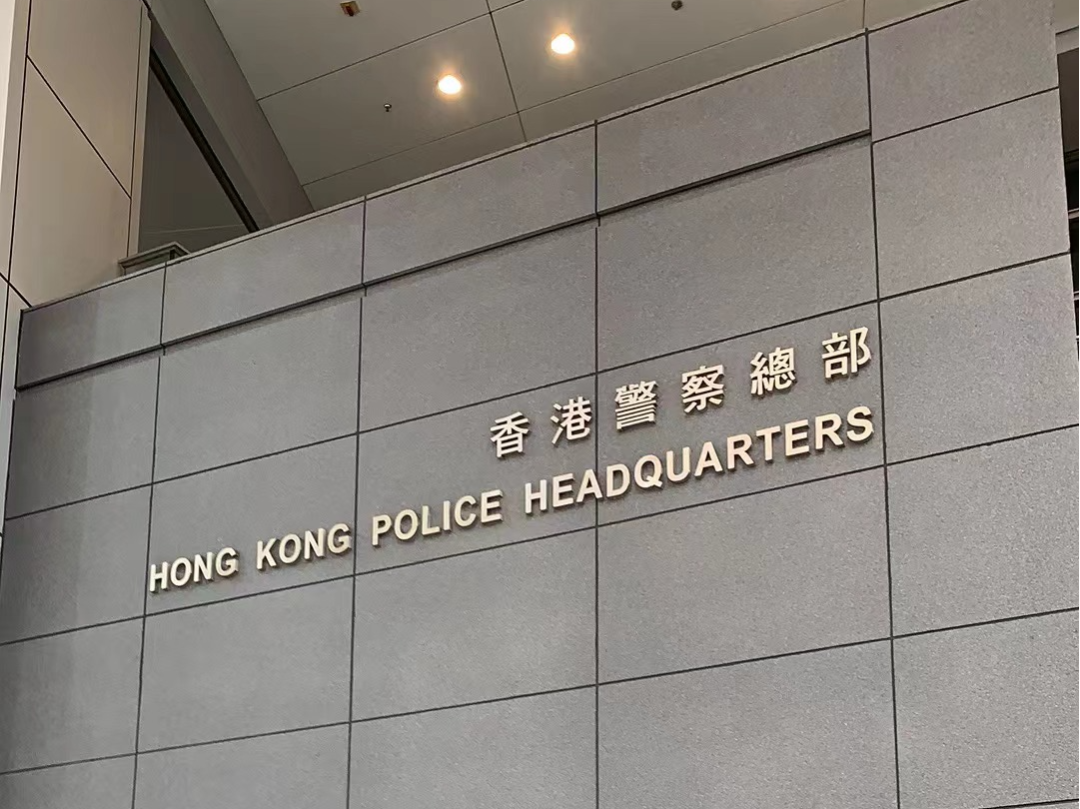 香港警察總部
HONG KONG POLICE HEADQUARTERS